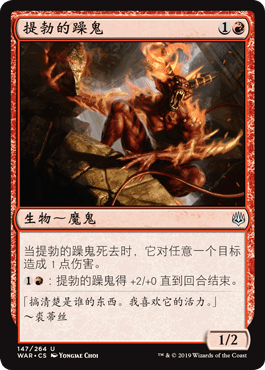 提勃的躁鬼 1
生物～魔鬼
当提勃的躁鬼死去时，它对任意一个目标
造成 1 点伤害。
1：提勃的躁鬼得 +2/+0 直到回合结束。
「搞清楚是谁的东西。我喜欢它的活力。」
～裘蒂丝
1/2
147/264 U
WAR • CS YONGJAE CHOI
™ & © 2019 Wizards of the Coast